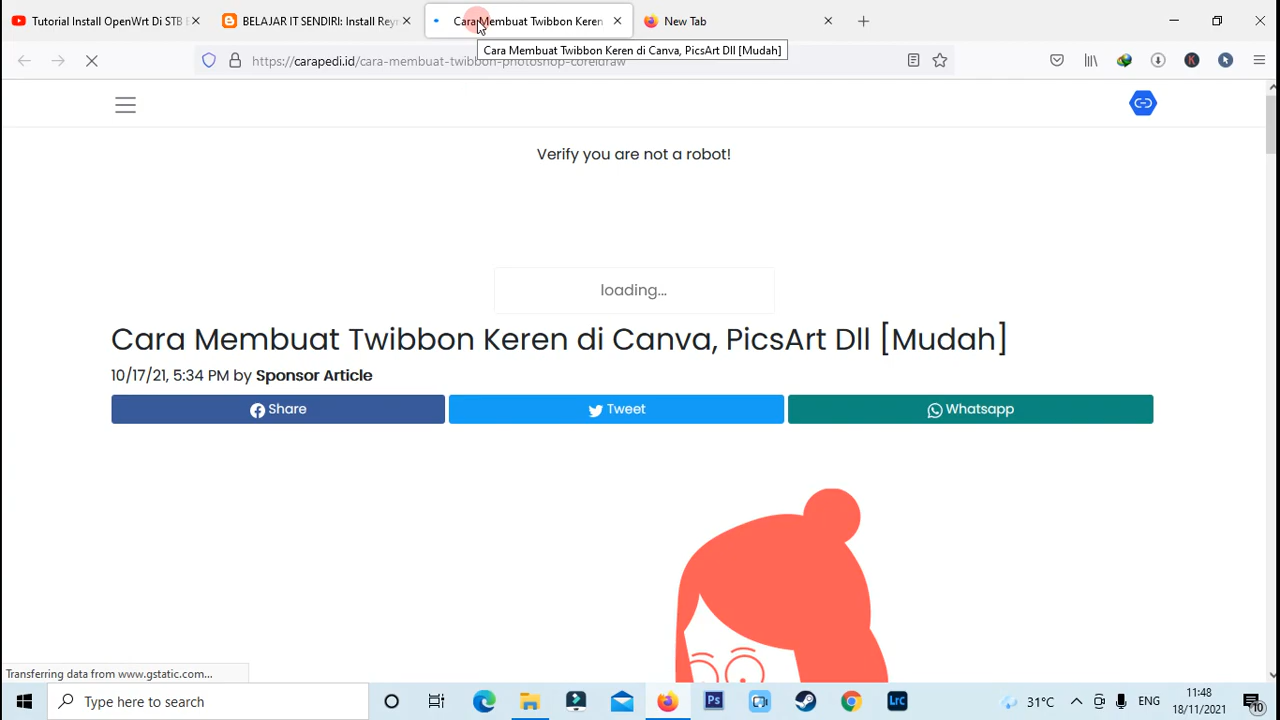 Tutorial Install OpenWrt Di STB
BELAJAR IT SENDIRI: Install Reyr
Cara Membuat Twibbon Keren
New Tab
Cara Membuat Twibbon Keren di Canva, PicsArt Dll [Mudah]
https://carapedi.id/cara-membuat-twibbon-photoshop-coreldraw
Verify you are not a robot!
loading...
Cara Membuat Twibbon Keren di Canva, PicsArt Dll [Mudah]
10/17/21, 5:34 PM by Sponsor Article
Share
Tweet
Whatsapp
Transferring data from www.gstatic.com...
Type here to search
Ps
LrC
31°C
ENG
11:48
18/11/2021
10